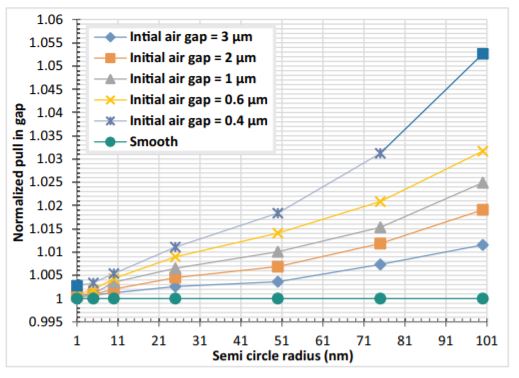 1.06
1.055
1.05
1.045
1.04
1.035
1.03
1.025
1.02
1.015
1.01
1.005
1
0.995
Normalized pull in gap
Intial air gap = 3 µm
Initial air gap = 2 µm
Initial air gap = 1 µm
Initial air gap = 0.6 µm
Initial air gap = 0.4 µm
Smooth
1 11 21 31 41 51 61 71 81 91 101
Semi circle radius (nm)